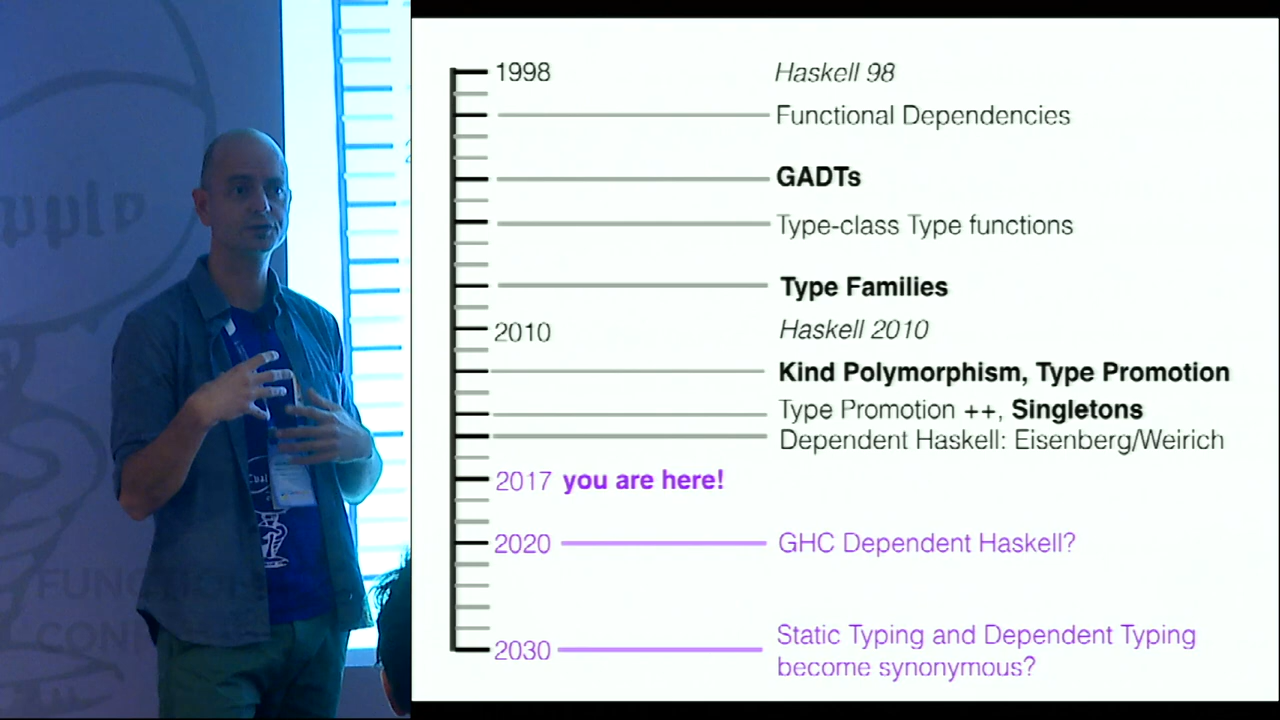 1998 Haskell 98
Functional Dependencies
GADTs
Type-class Type functions
Type Families
2010 Haskell 2010
Kind Polymorphism, Type Promotion
Type Promotion ++, Singletons
Dependent Haskell: Eisenberg/Weirich
2017 you are here!
2020 GHC Dependent Haskell?
2030 Static Typing and Dependent Typing
become synonymous?